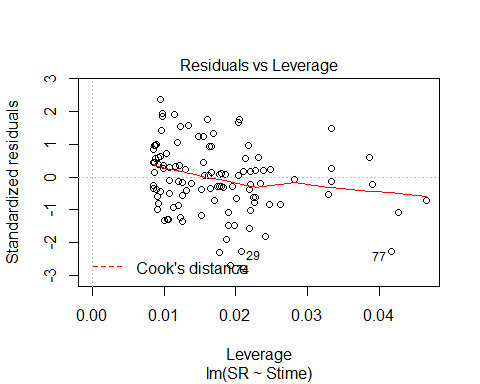 Residuals vs Leverage
Standardized residuals
3
2
1
0
-1
-2
-3
29
77
Cook's distance
0.00 0.01 0.02 0.03 0.04
Leverage
lm(SR ~ Stime)